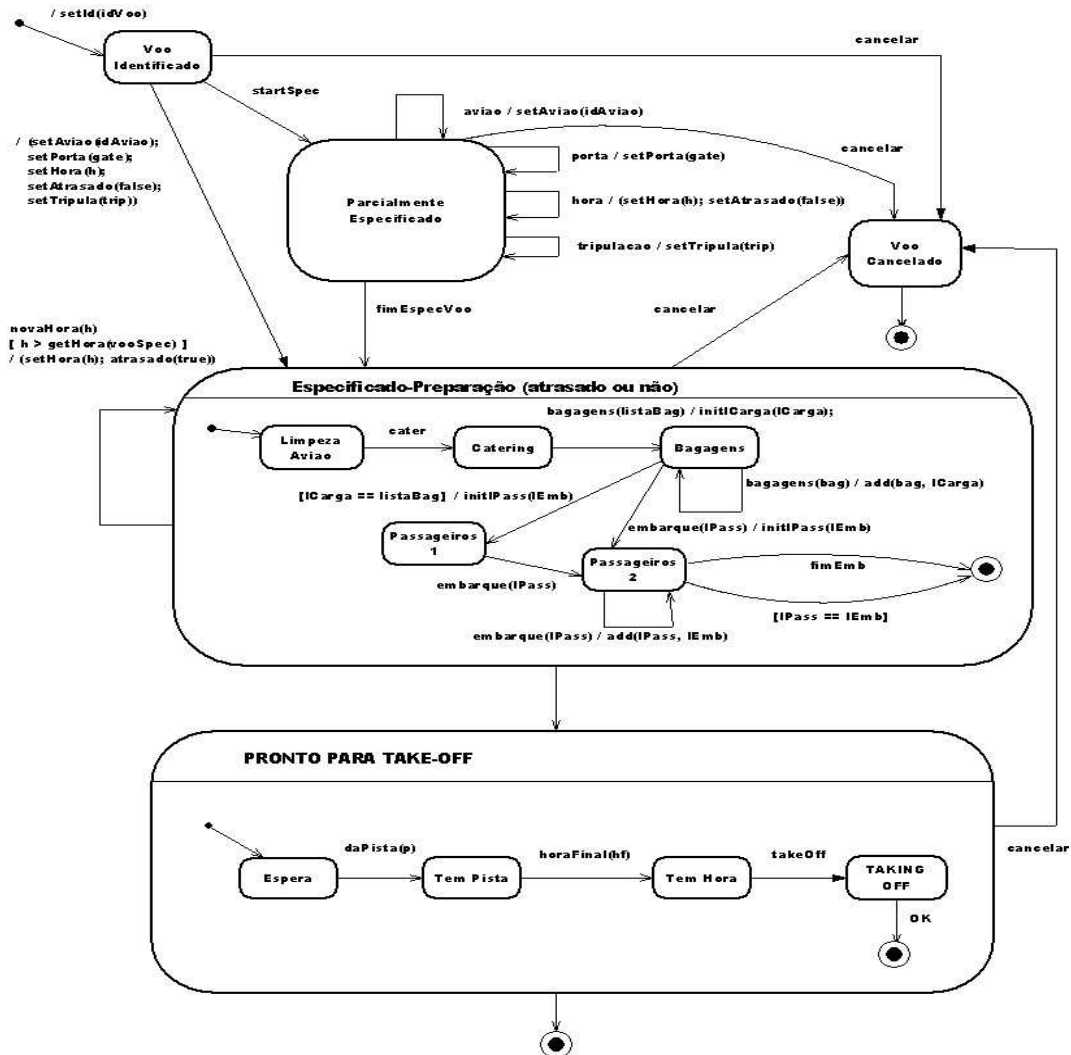 / setId(idVoo)
Voo
Identificado
cancelar
startSpec
aviao / setAviao(idAviao)
/ (setAviao(idAviao);
setPorta(gate);
setHora(h);
setAtrasado(false);
setTripula(trip))
cancelar
porta / setPorta(gate)
Parcialmente
Especificado
hora / (setHora(h); setAtrasado(false))
tripulacao / setTripula(trip)
Voo
Cancelado
fimEspecVoo
cancelar
novaHora(h)
[ h > getHora(vooSpec) ]
/ (setHora(h); atrasado(true))
Especificado-Preparação (atrasado ou não)
bagagens(listaBag) / initlCarga(lCarga);
Limpeza
Aviao
cater
Catering
Bagagens
bagagens(bag) / add(bag, lCarga)
[lCarga == listaBag] / initlPass(lEmb)
embarque(lPass) / initlPass(lEmb)
Passageiros
1
Passageiros
2
fimEmb
embarque(lPass)
[lPass == lEmb]
embarque(lPass) / add(lPass, lEmb)
PRONTO PARA TAKE-OFF
daPista(p)
horaFinal(hf)
takeOff
cancelar
Espera
Tem Pista
Tem Hora
TAKING
OFF
OK